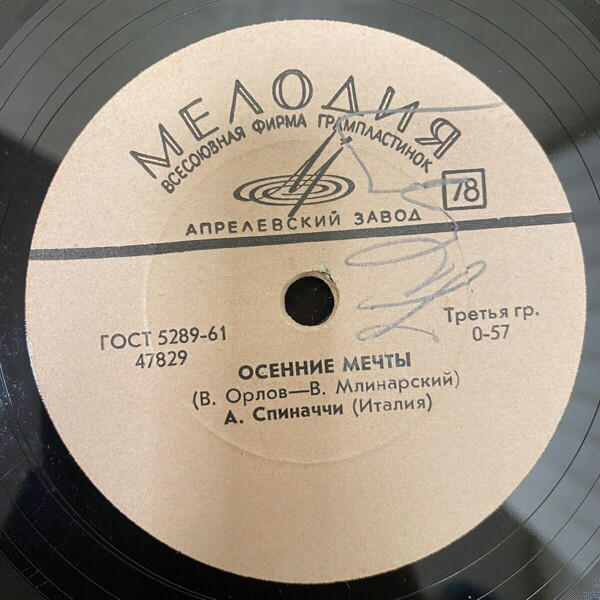 МЕЛОДИЯ
ВСЕСОЮЗНАЯ ФИРМА ГРАМПЛАСТИНОК
78
АПРЕЛЕВСКИЙ ЗАВОД
ГОСТ 5289-61
47829
Третья гр.
0-57
ОСЕННИЕ МЕЧТЫ
(В. Орлов—В. Млинарский)
А. Спиначчи (Италия)